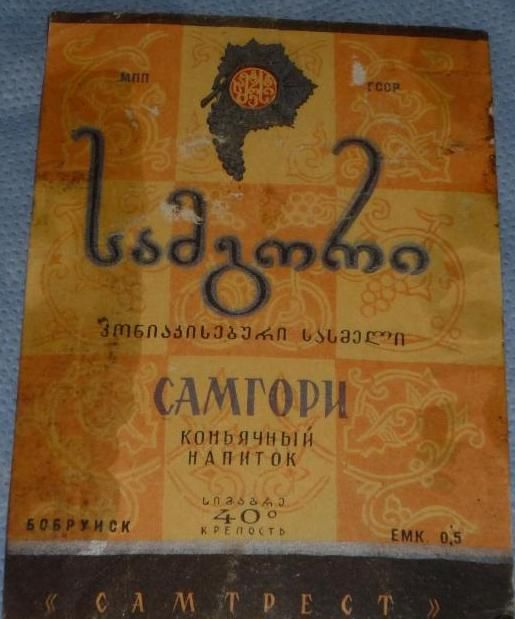 МПП ГССР
სამგორი
კონიაკისებური სასმელი
САМГОРИ
КОНЬЯЧНЫЙ
НАПИТОК
სიმაგრე
40°
КРЕПОСТЬ
БОБРУИСК ЕМК. 0,5
« САМТРЕСТ »